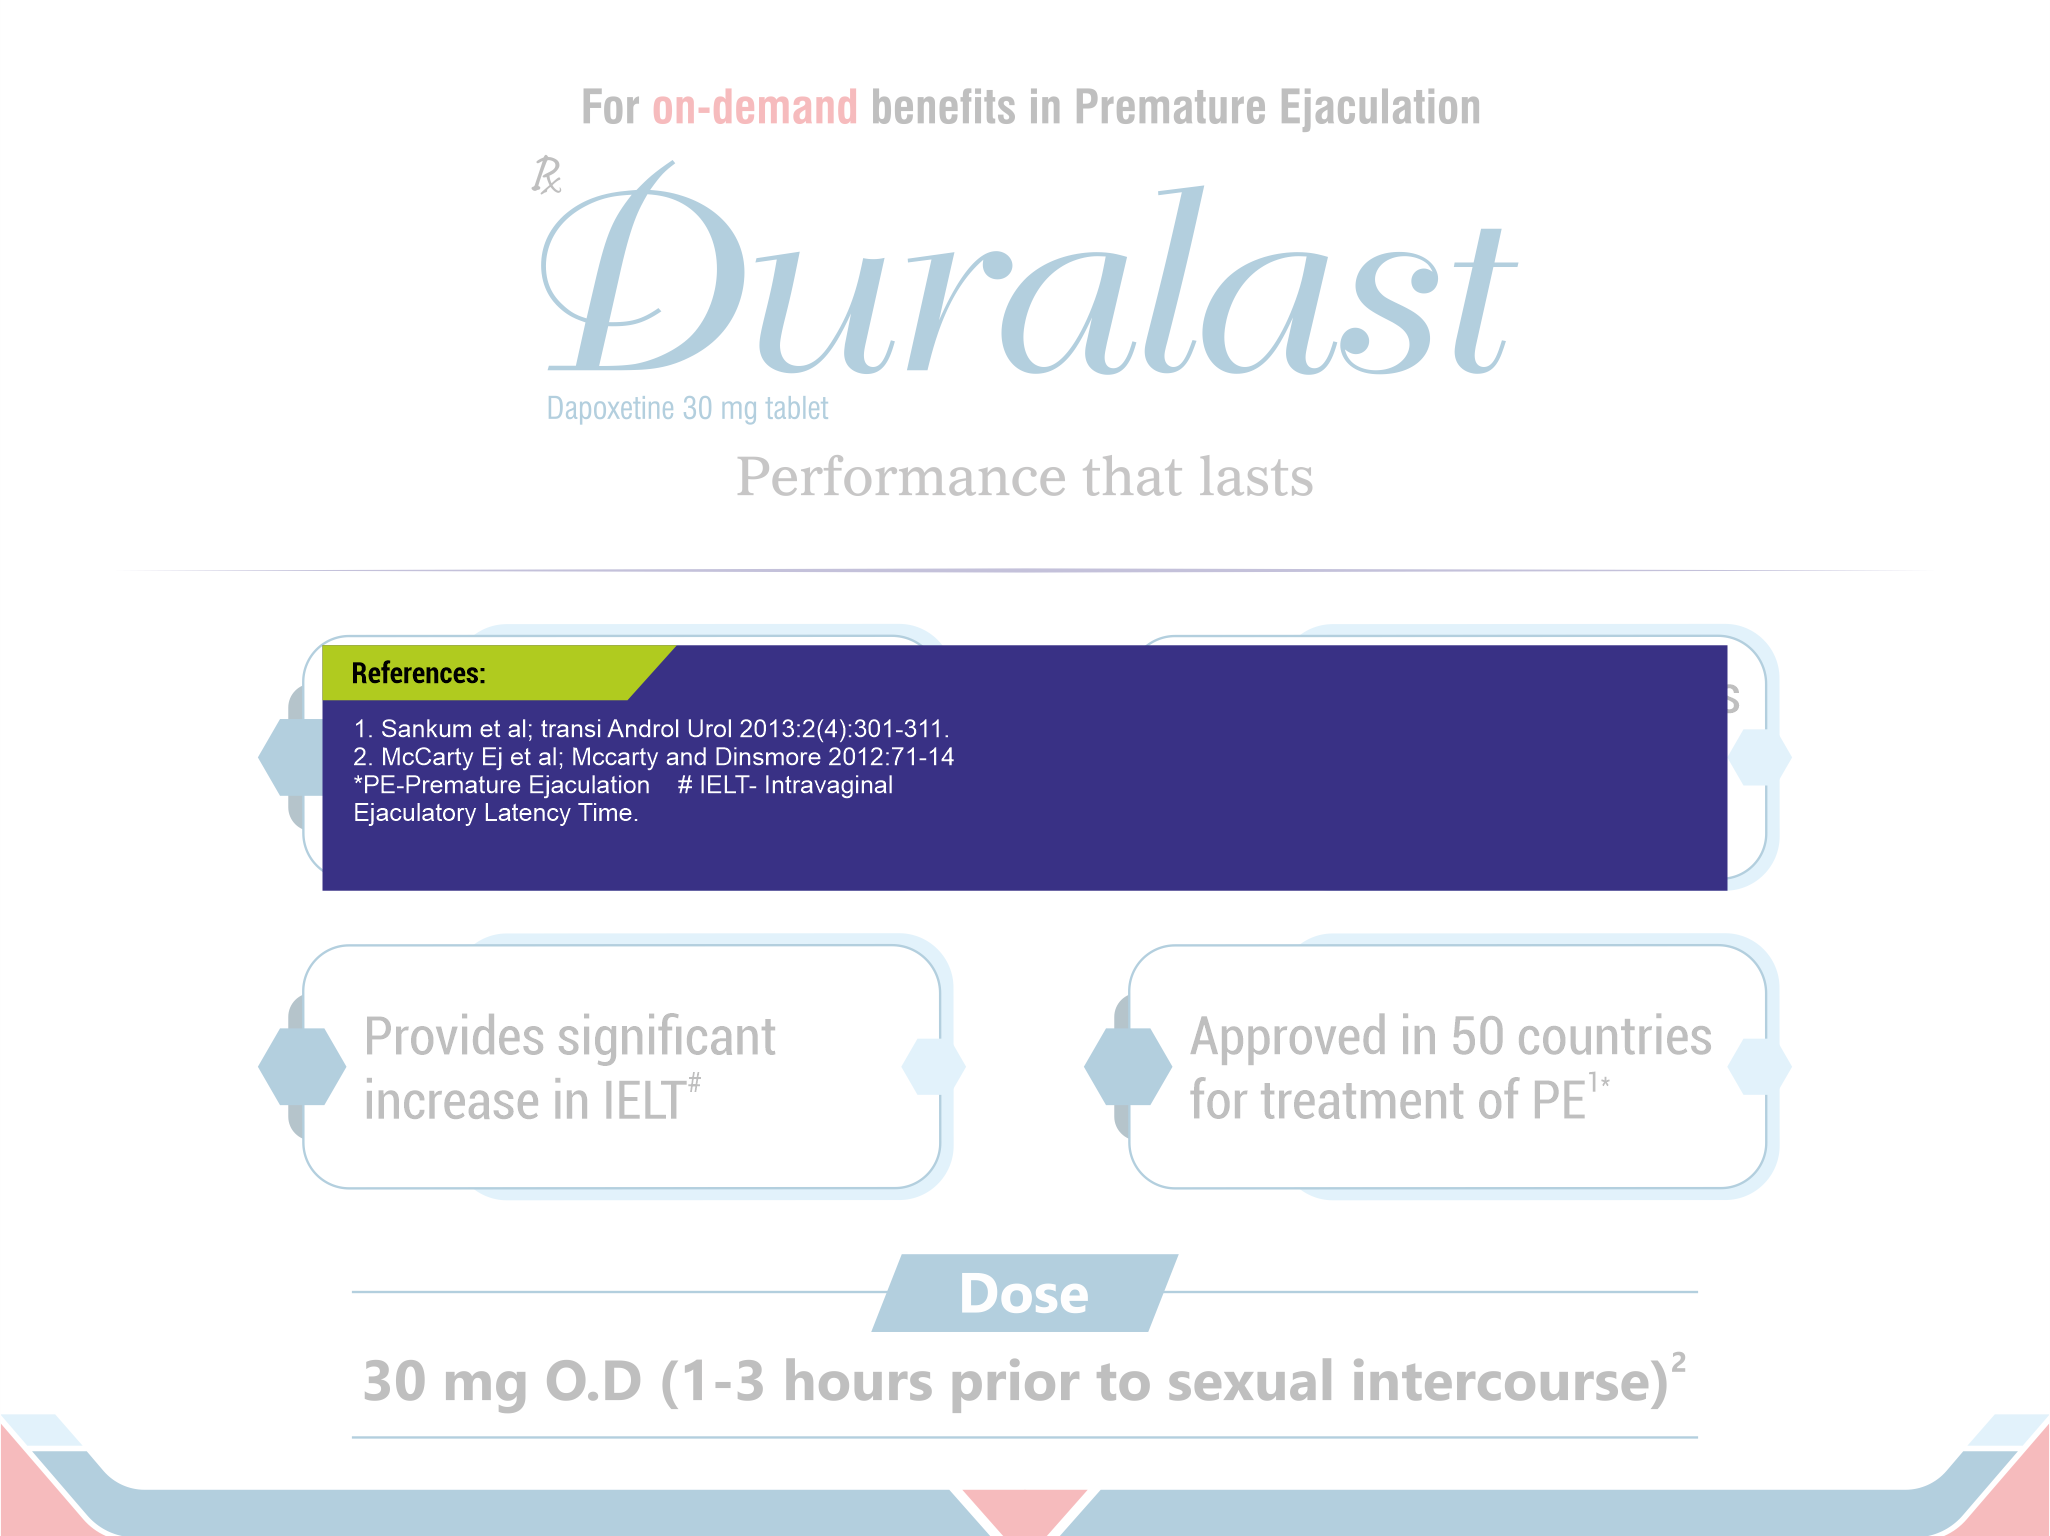 For on-demand benefits in Premature Ejaculation
℞
Duralast
Dapoxetine 30 mg tablet
Performance that lasts
References:
1. Sankum et al; transi Androl Urol 2013:2(4):301-311.
2. McCarty Ej et al; Mccarty and Dinsmore 2012:71-14
*PE-Premature Ejaculation # IELT- Intravaginal
Ejaculatory Latency Time.
Provides significant
increase in IELT#
Approved in 50 countries
for treatment of PE1*
Dose
30 mg O.D (1-3 hours prior to sexual intercourse)2